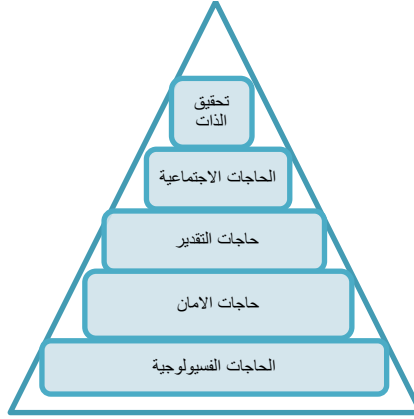 تحقيق
الذات
الحاجات الاجتماعية
حاجات التقدير
حاجات الامان
الحاجات الفسيولوجية